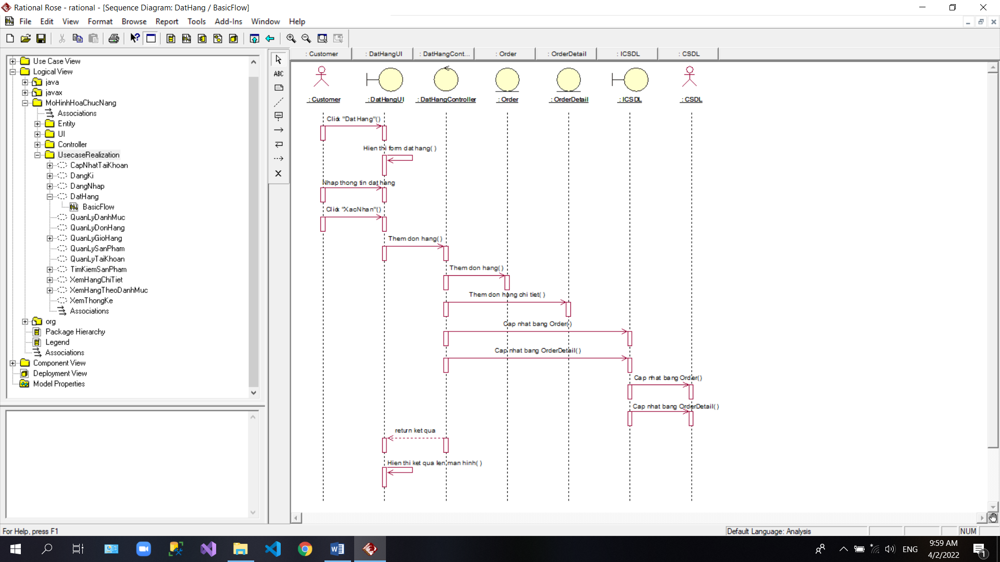 Rational Rose - rational - [Sequence Diagram: DatHang / BasicFlow]
File Edit View Format Browse Report Tools Add-Ins Window Help
ABC
Use Case View
Logical View
java
javax
MoHinhHoaChucNang
Associations
Entity
UI
Controller
UsecaseRealization
CapNhatTaiKhoan
DangKi
DangNhap
DatHang
BasicFlow
QuanLyDanhMuc
QuanLyDonHang
QuanLyGioHang
QuanLySanPham
QuanLyTaiKhoan
TimKiemSanPham
XemHangChiTiet
XemHangTheoDanhMuc
XemThongKe
Associations
org
Package Hierarchy
Legend
Associations
Component View
Deployment View
Model Properties
: Customer : DatHangUI : DatHangCont... : Order : OrderDetail : ICSDL : CSDL
: Customer : DatHangUI : DatHangController : Order : OrderDetail : ICSDL : CSDL
Click "Dat Hang"()
Hien thi form dat hang( )
Nhap thong tin dat hang
Click "XacNhan"()
Them don hang()
Them don hang()
Them don hang chi tiet( )
Cap nhat bang Order()
Cap nhat bang OrderDetail( )
Cap nhat bang Order()
Cap nhat bang OrderDetail( )
return ket qua
Hien thi ket qua len man hinh( )
For Help, press F1
Default Language: Analysis
NUM
ENG
9:59 AM
4/2/2022
1